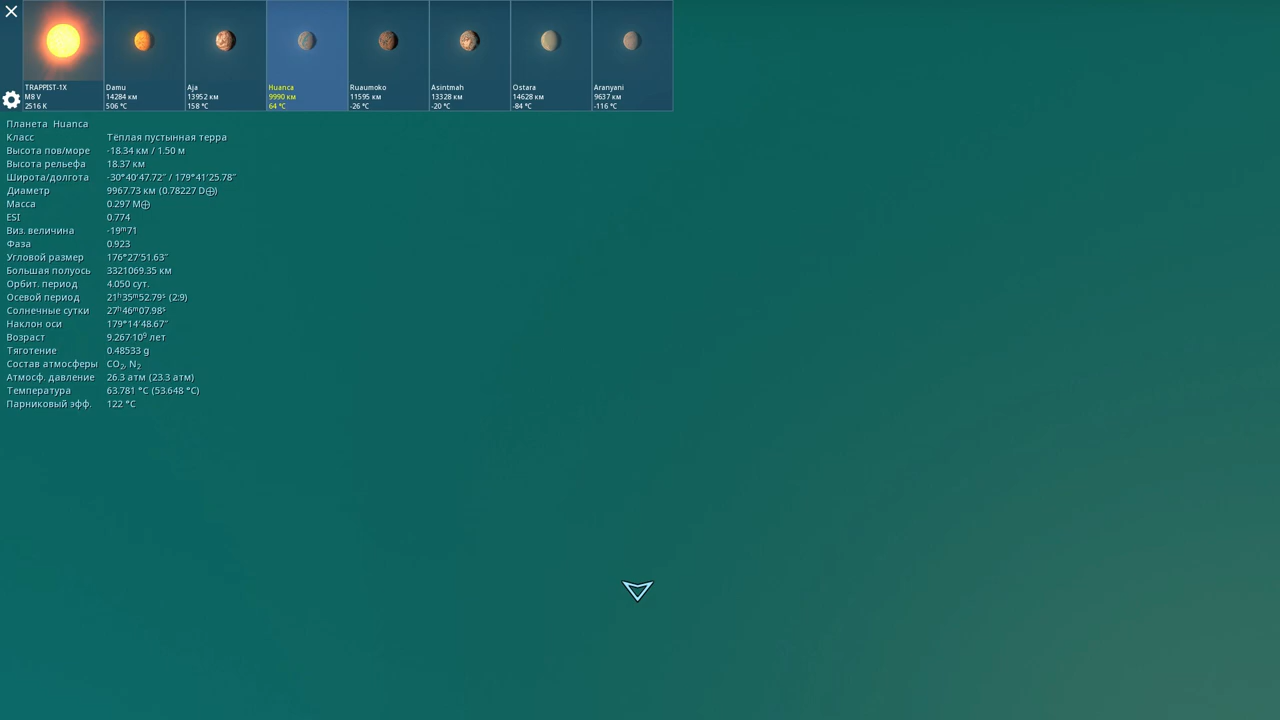 TRAPPIST-1X
M8 V
2516 K
Damu
14284 км
506 °C
Aja
13952 км
158 °C
Huanca
9990 км
64 °C
Ruaumoko
11595 км
-26 °C
Asintmah
13328 км
-20 °C
Ostara
14628 км
-84 °C
Aranyani
9637 км
-116 °C
Планета Huanca
Класс Тёплая пустынная терра
Высота пов/море -18.34 км / 1.50 м
Высота рельефа 18.37 км
Широта/долгота -30°40'47.72" / 179°41'25.78"
Диаметр 9967.73 км (0.78227 D⊕)
Масса 0.297 M⊕
ESI 0.774
Виз. величина -19ᵐ71
Фаза 0.923
Угловой размер 176°27'51.63"
Большая полуось 3321069.35 км
Орбит. период 4.050 сут.
Осевой период 21ʰ35ᵐ52.79ˢ (2:9)
Солнечные сутки 27ʰ46ᵐ07.98ˢ
Наклон оси 179°14'48.67"
Возраст 9.267·10⁹ лет
Тяготение 0.48533 g
Состав атмосферы CO₂, N₂
Атмосф. давление 26.3 атм (23.3 атм)
Температура 63.781 °C (53.648 °C)
Парниковый эфф. 122 °C